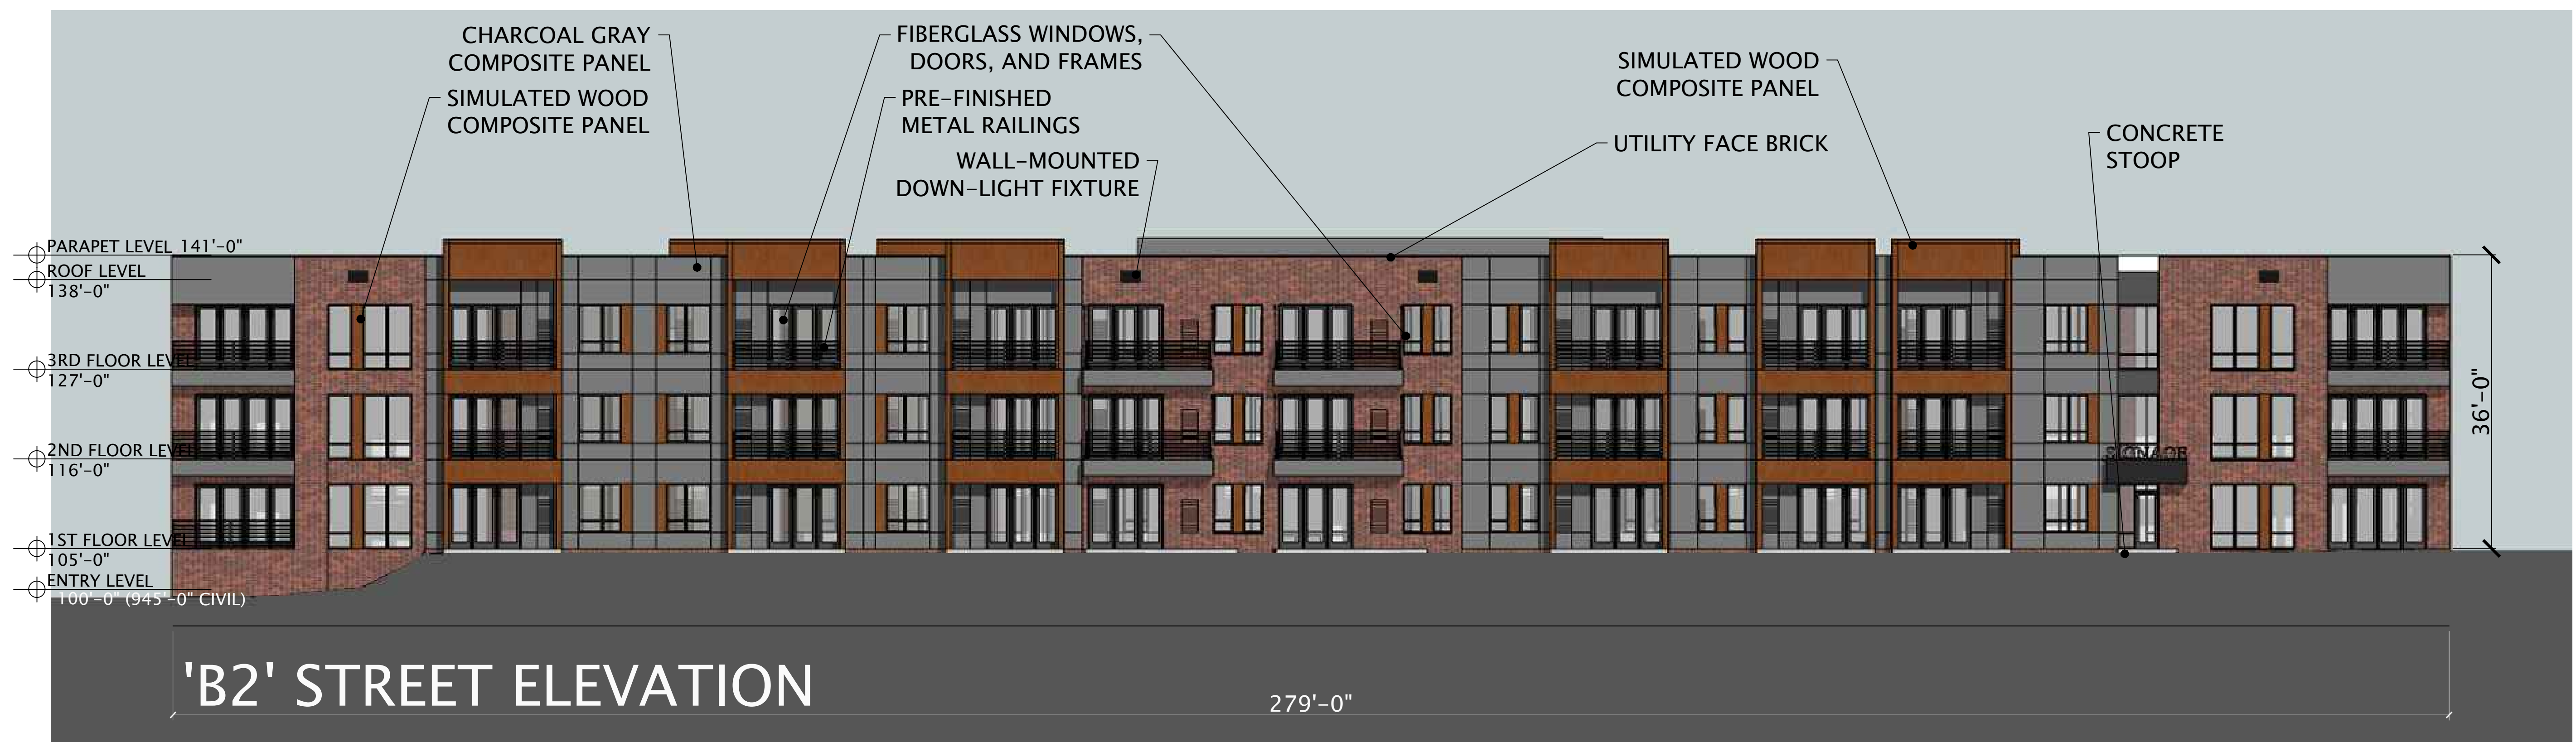 CHARCOAL GRAY
COMPOSITE PANEL
SIMULATED WOOD
COMPOSITE PANEL
FIBERGLASS WINDOWS,
DOORS, AND FRAMES
PRE-FINISHED
METAL RAILINGS
WALL-MOUNTED
DOWN-LIGHT FIXTURE
SIMULATED WOOD
COMPOSITE PANEL
UTILITY FACE BRICK
CONCRETE
STOOP
PARAPET LEVEL 141'-0"
ROOF LEVEL
138'-0"
3RD FLOOR LEVEL
127'-0"
2ND FLOOR LEVEL
116'-0"
1ST FLOOR LEVEL
105'-0"
ENTRY LEVEL
100'-0" (945'-0" CIVIL)
SIGNAGE
36'-0"
'B2' STREET ELEVATION
279'-0"